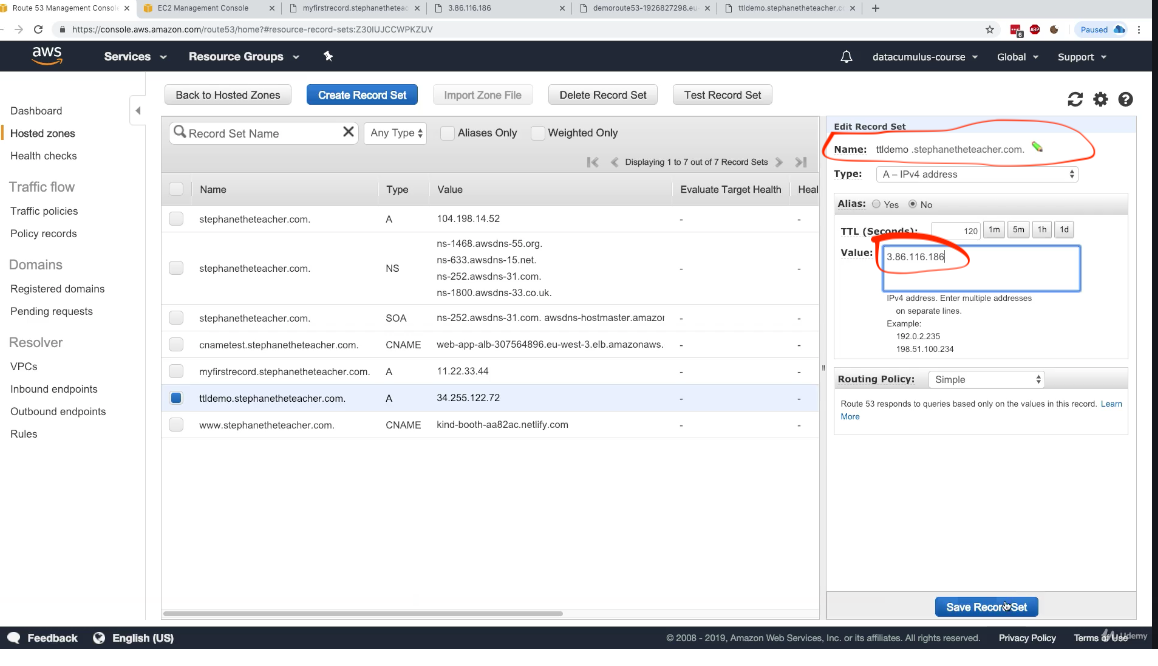 Route 53 Management Conso
EC2 Management Console
myfirstrecord.stephanetheteac
3.86.116.186
demoroute53-1926827298.eu
ttldemo.stephanetheteacher.c
https://console.aws.amazon.com/route53/home?#resource-record-sets:Z30IUJCCWPKZUV
Paused
aws
Services
Resource Groups
datacumulus-course
Global
Support
Dashboard
Hosted zones
Health checks
Traffic flow
Traffic policies
Policy records
Domains
Registered domains
Pending requests
Resolver
VPCs
Inbound endpoints
Outbound endpoints
Rules
Back to Hosted Zones
Create Record Set
Import Zone File
Delete Record Set
Test Record Set
Record Set Name
Any Type
Aliases Only
Weighted Only
Displaying 1 to 7 out of 7 Record Sets
Name Type Value Evaluate Target Health Heal
stephanetheteacher.com. A 104.198.14.52 - -
ns-1468.awsdns-55.org.
ns-633.awsdns-15.net.
stephanetheteacher.com. NS - -
ns-252.awsdns-31.com.
ns-1800.awsdns-33.co.uk.
stephanetheteacher.com. SOA ns-252.awsdns-31.com. awsdns-hostmaster.amazon - -
cnametest.stephanetheteacher.com. CNAME web-app-alb-307564896.eu-west-3.elb.amazonaws. - -
myfirstrecord.stephanetheteacher.com. A 11.22.33.44 - -
ttldemo.stephanetheteacher.com. A 34.255.122.72 - -
www.stephanetheteacher.com. CNAME kind-booth-aa82ac.netlify.com - -
Edit Record Set
Name: ttldemo .stephanetheteacher.com.
Type: A – IPv4 address
Alias: Yes No
TTL (Seconds): 120 1m 5m 1h 1d
Value: 3.86.116.186
IPv4 address. Enter multiple addresses
on separate lines.
Example:
192.0.2.235
198.51.100.234
Routing Policy: Simple
Route 53 responds to queries based only on the values in this record. Learn
More
Save Record Set
Feedback
English (US)
© 2008 - 2019, Amazon Web Services, Inc. or its affiliates. All rights reserved.
Privacy Policy
Terms of Use
Udemy